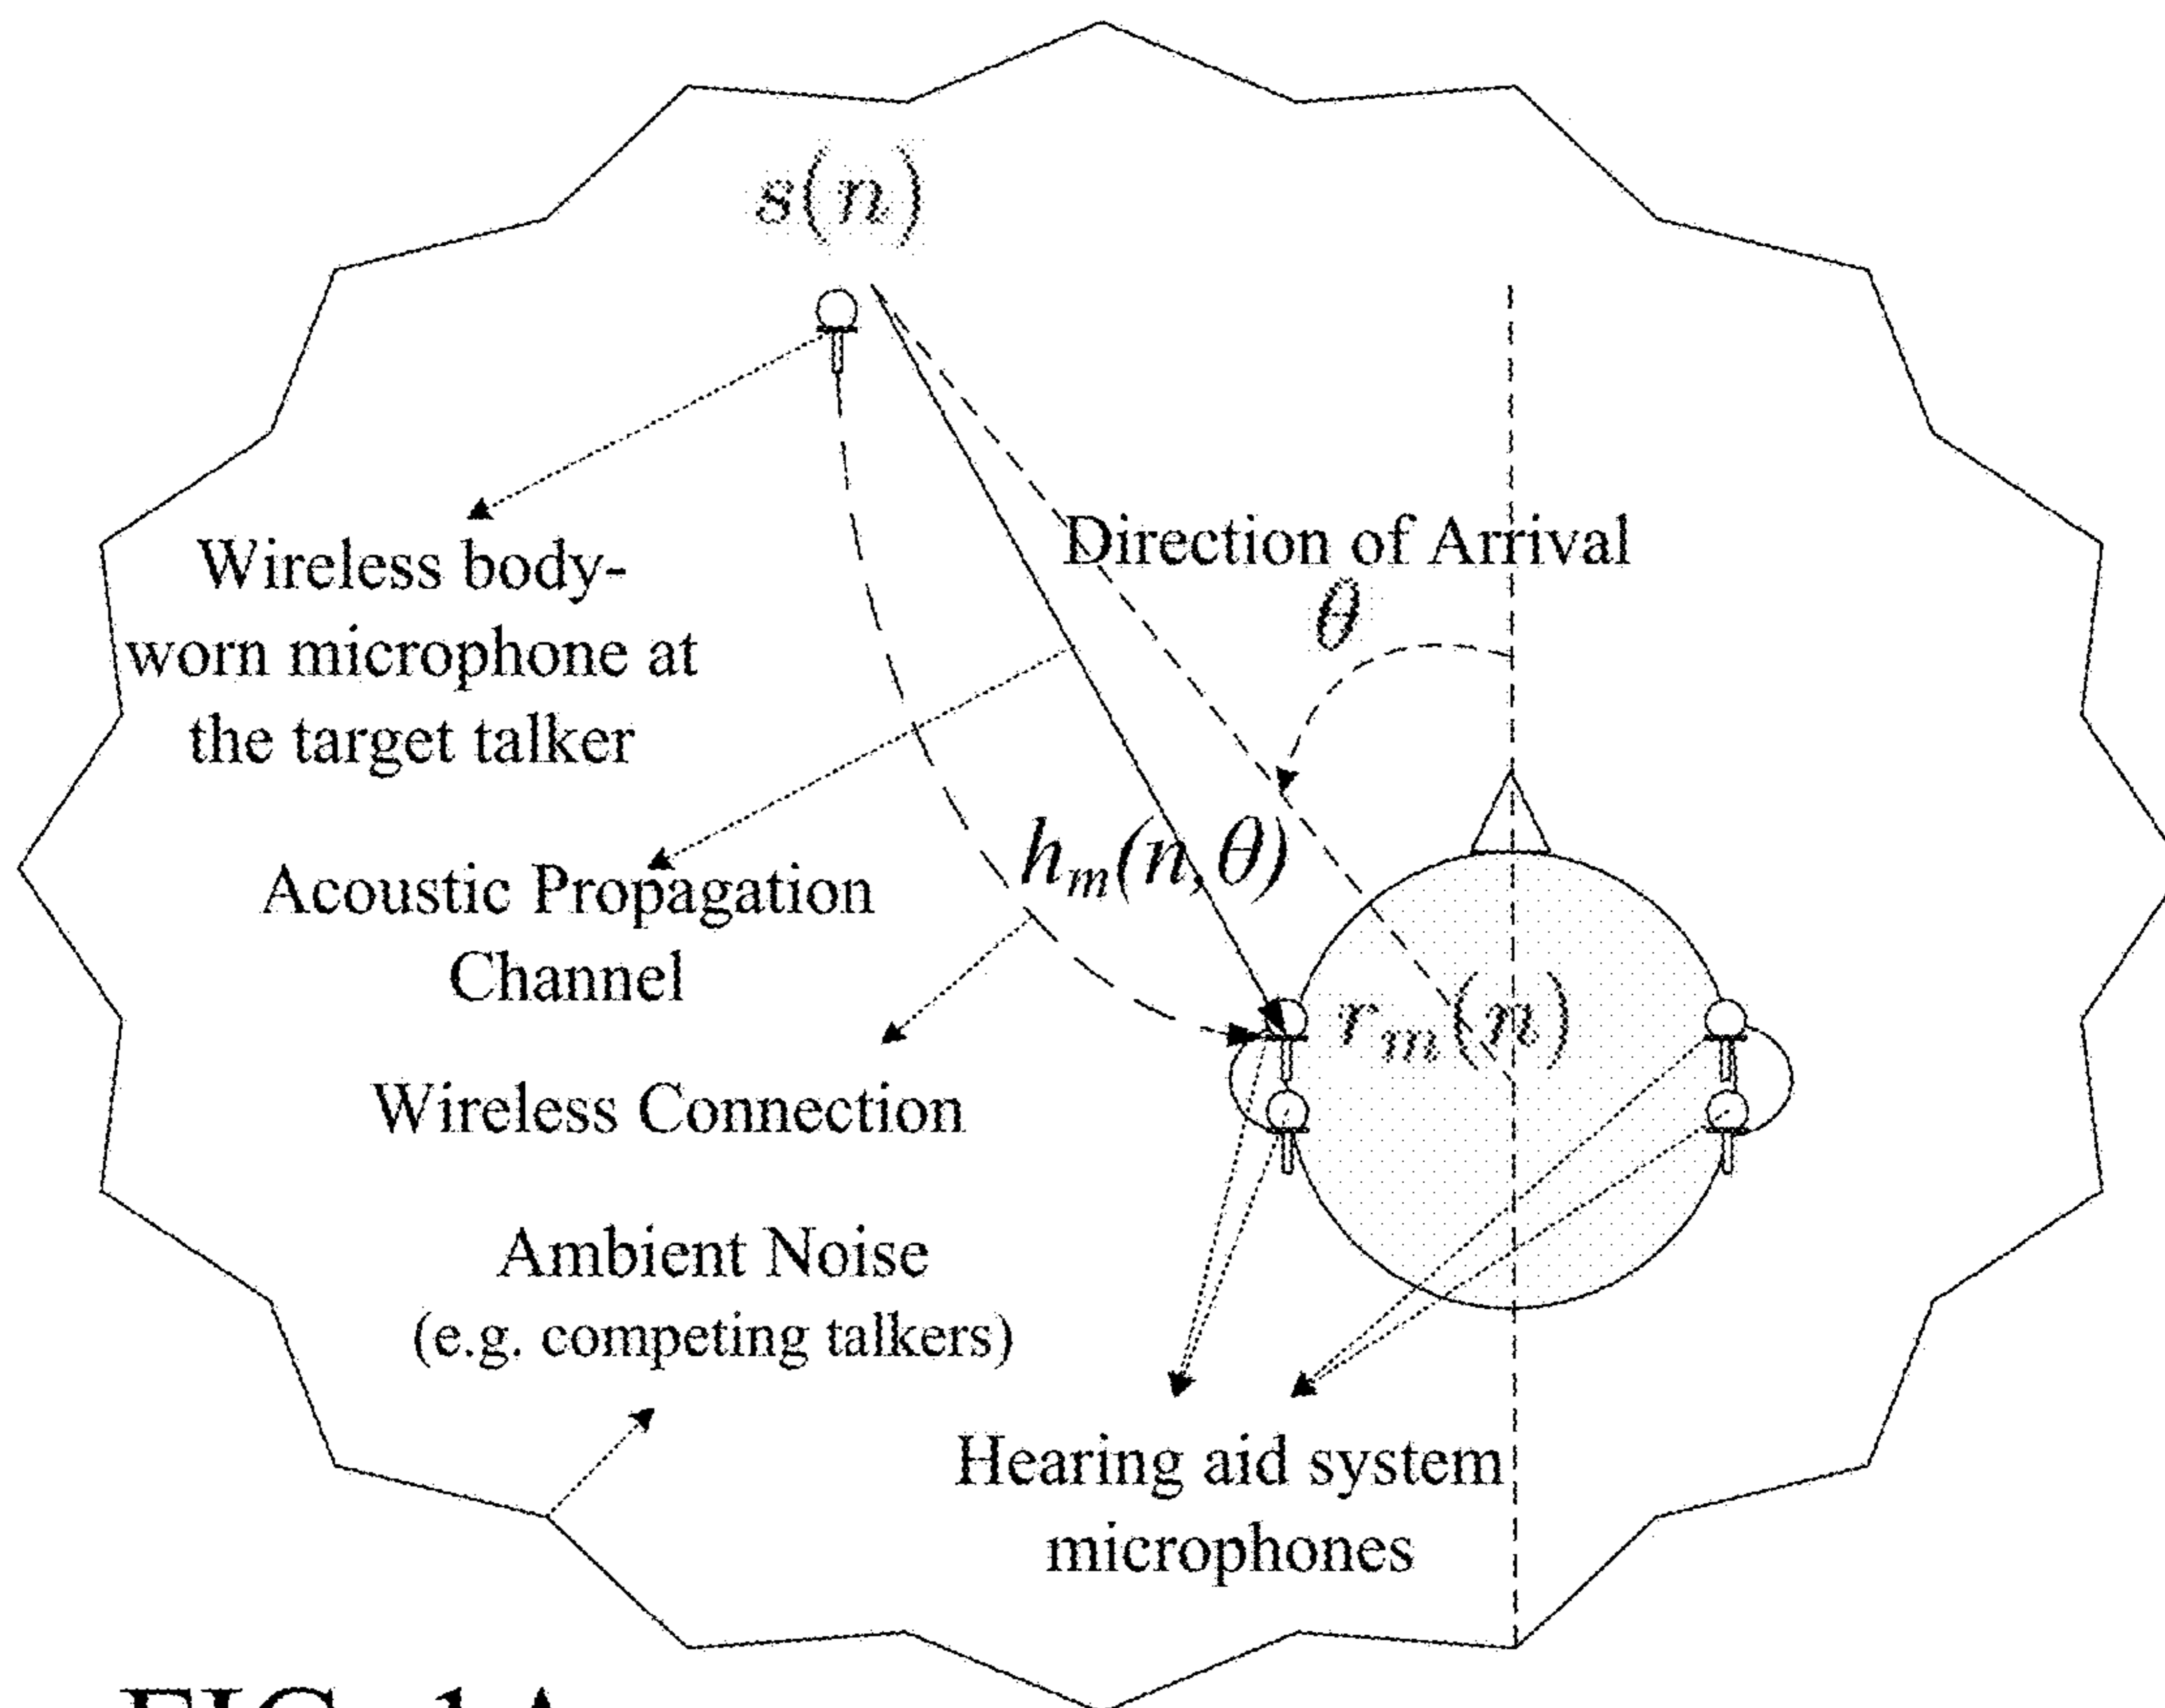 s(n)
Direction of Arrival
θ
Wireless body-
worn microphone at
the target talker
h_m(n,θ)
Acoustic Propagation
Channel
r_m(n)
Wireless Connection
Ambient Noise
(e.g. competing talkers)
Hearing aid system
microphones